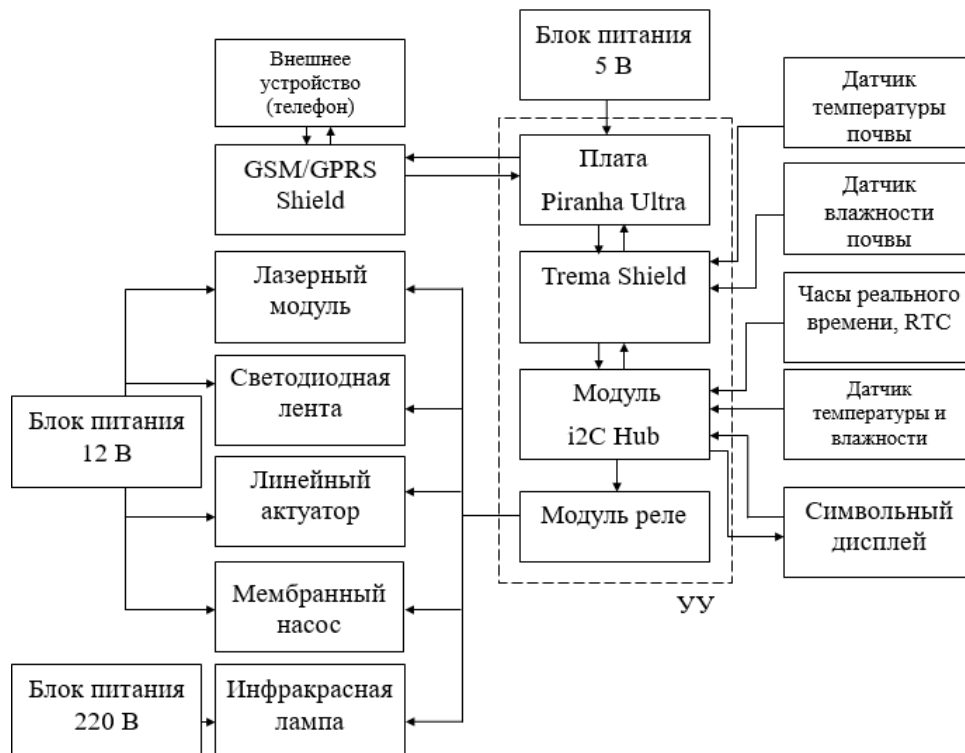 Блок питания
5 В
Внешнее
устройство
(телефон)
Датчик
температуры
почвы
GSM/GPRS
Shield
Плата
Piranha Ultra
Датчик
влажности
почвы
Лазерный
модуль
Trema Shield
Часы реального
времени, RTC
Светодиодная
лента
Модуль
i2C Hub
Датчик
температуры и
влажности
Блок питания
12 В
Линейный
актуатор
Модуль реле
Символьный
дисплей
УУ
Мембранный
насос
Блок питания
220 В
Инфракрасная
лампа